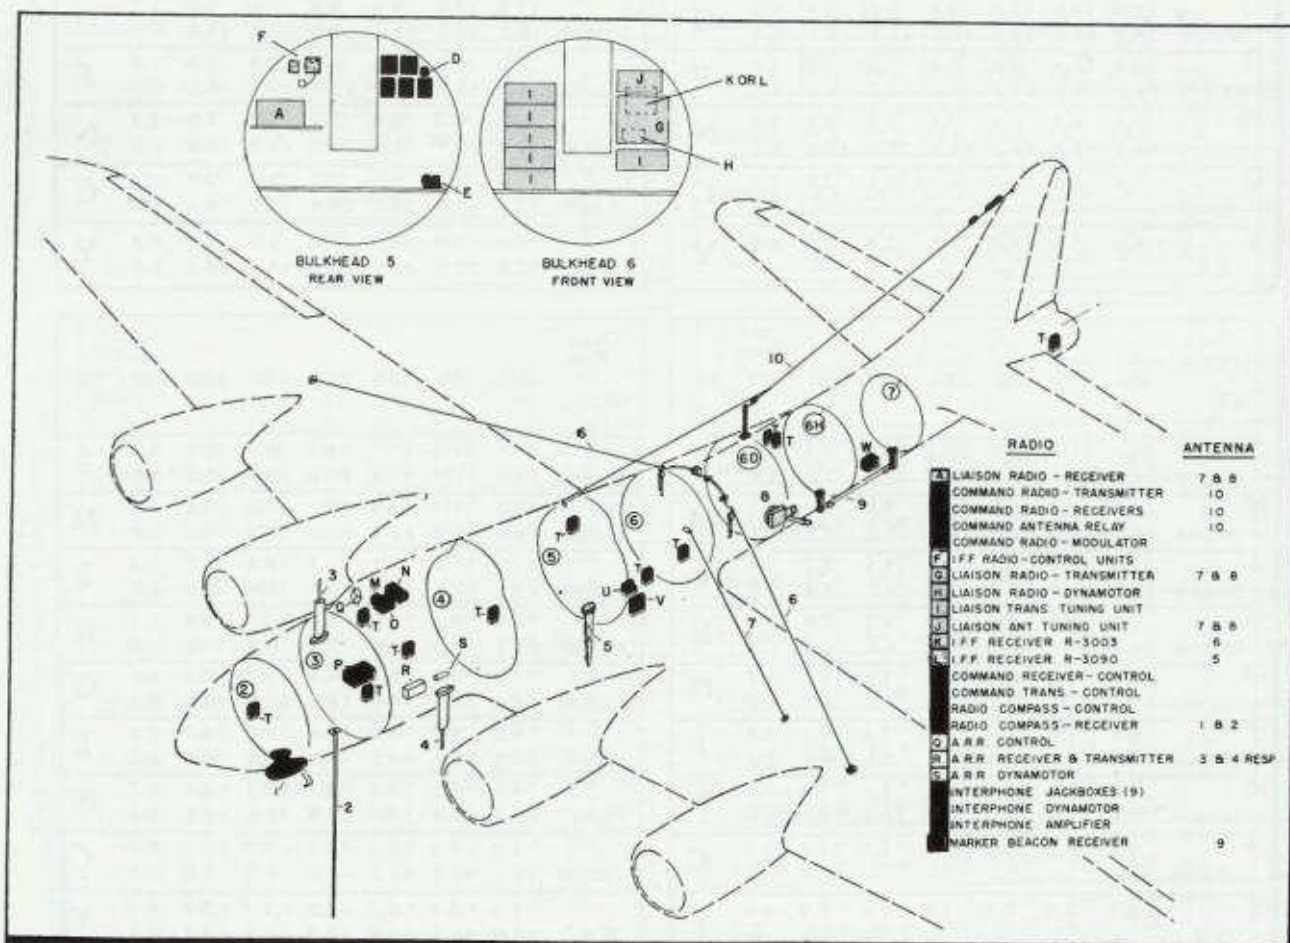 F
D
A
E
BULKHEAD 5
REAR VIEW
J
K OR L
G
H
I
I
I
I
I
I
BULKHEAD 6
FRONT VIEW
10
T
6
7
6H
6D
T
W
B
9
6
5
T
T
T
U
V
5
7
6
3
M
N
Q
O
T
4
T
T
S
R
3
P
T
2
T
4
1
2
RADIO ANTENNA
A LIAISON RADIO - RECEIVER 7 & 8
COMMAND RADIO - TRANSMITTER 10
COMMAND RADIO - RECEIVERS 10
COMMAND ANTENNA RELAY 10
COMMAND RADIO - MODULATOR
F I.F.F RADIO-CONTROL UNITS
G LIAISON RADIO - TRANSMITTER 7 & 8
H LIAISON RADIO - DYNAMOTOR
I LIAISON TRANS TUNING UNIT
J LIAISON ANT TUNING UNIT 7 & 8
K I.F.F RECEIVER R-3003 6
L I.F.F RECEIVER R-3090 5
COMMAND RECEIVER-CONTROL
COMMAND TRANS - CONTROL
RADIO COMPASS - CONTROL
RADIO COMPASS - RECEIVER 1 & 2
Q A.R.R CONTROL
R A.R.R RECEIVER & TRANSMITTER 3 & 4 RESP
S A.R.R DYNAMOTOR
INTERPHONE JACKBOXES (9)
INTERPHONE DYNAMOTOR
INTERPHONE AMPLIFIER
MARKER BEACON RECEIVER 9